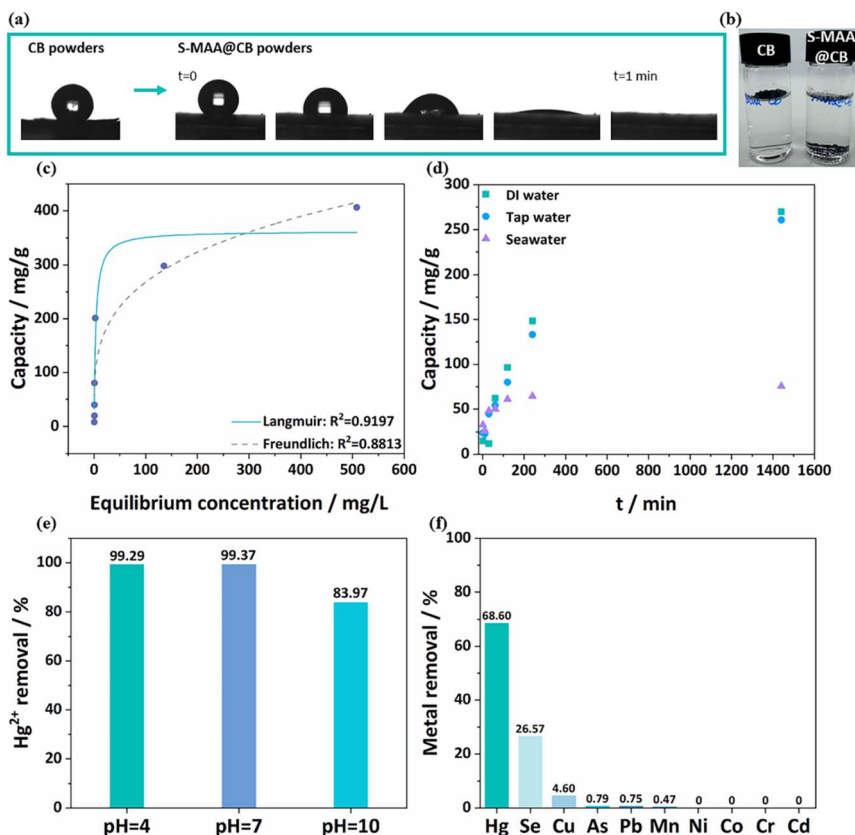 (a)
CB powders
S-MAA@CB powders
t=0
t=1 min
(b)
CB
S-MAA
@CB
(c)
Capacity / mg/g
400
300
200
100
0
Langmuir: R²=0.9197
Freundlich: R²=0.8813
0 100 200 300 400 500 600
Equilibrium concentration / mg/L
(d)
Capacity / mg/g
300
250
200
150
100
50
0
DI water
Tap water
Seawater
0 200 400 600 800 1000 1200 1400 1600
t / min
(e)
Hg²⁺ removal / %
100
80
60
40
20
0
99.29
99.37
83.97
pH=4 pH=7 pH=10
(f)
Metal removal / %
100
80
60
40
20
0
68.60
26.57
4.60
0.79
0.75
0.47
0
0
0
0
Hg Se Cu As Pb Mn Ni Co Cr Cd